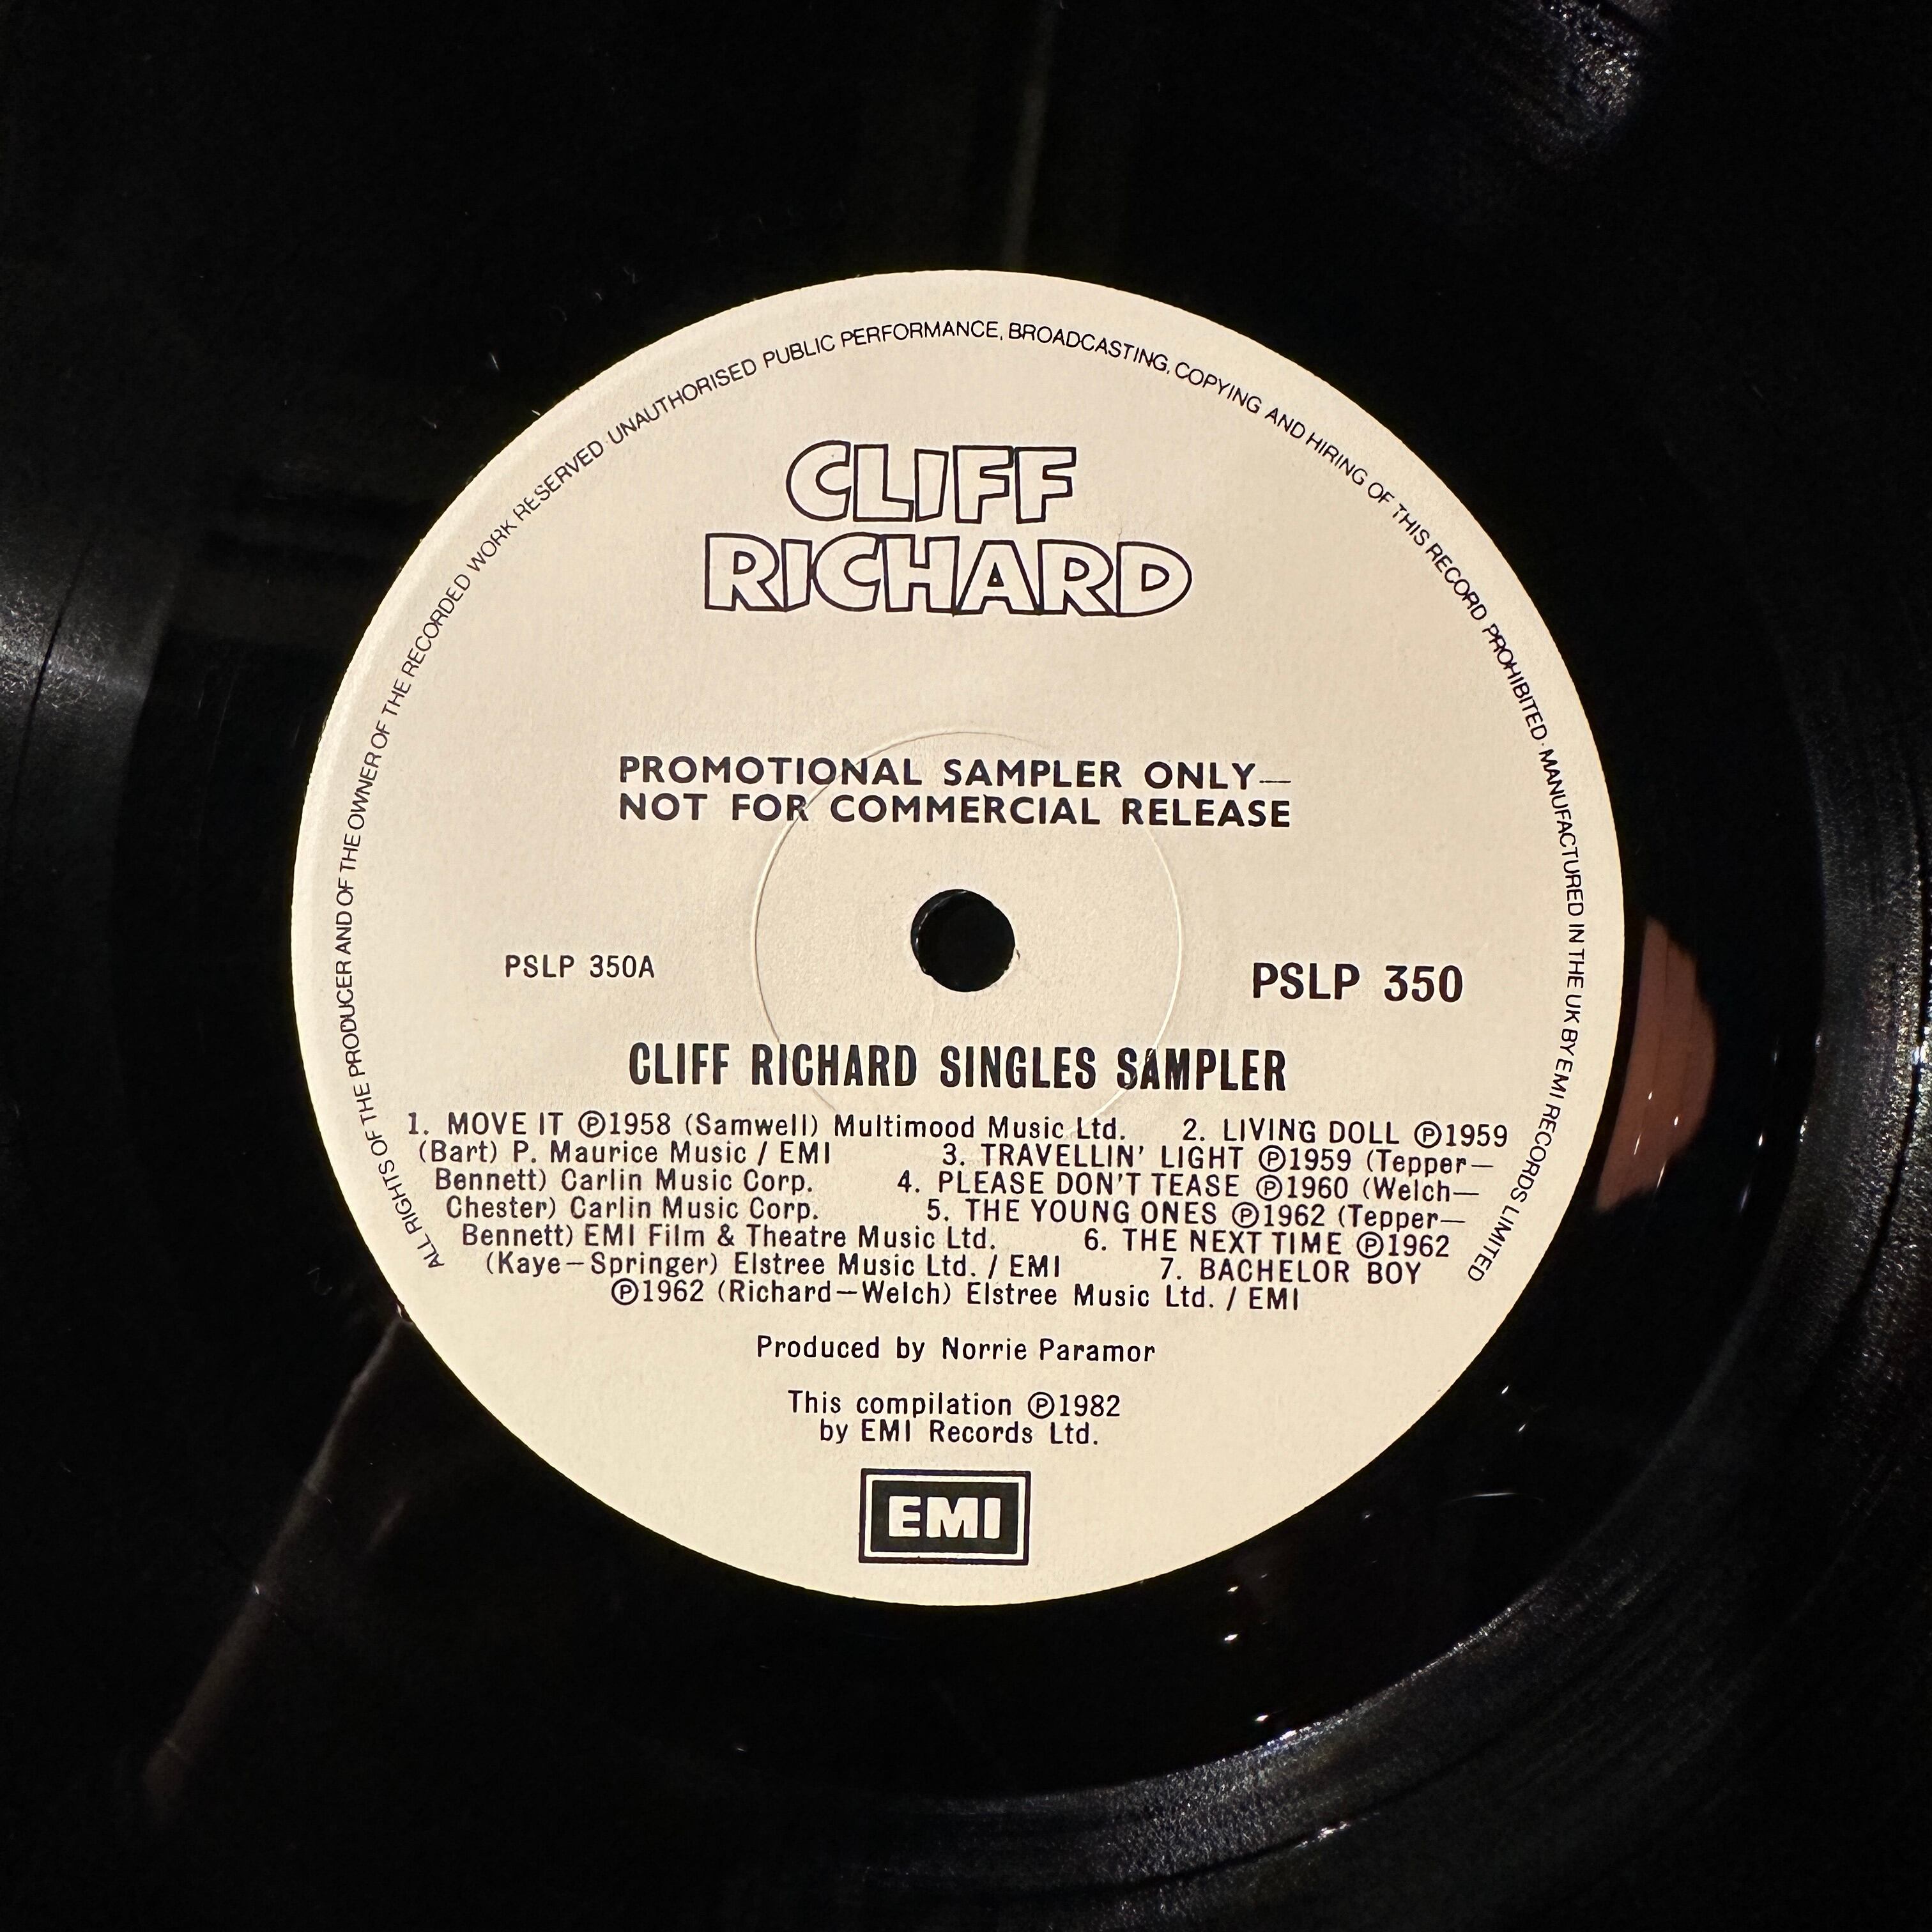 ALL RIGHTS OF THE PRODUCER AND OF THE OWNER OF THE RECORDED WORK RESERVED · UNAUTHORISED PUBLIC PERFORMANCE, BROADCASTING, COPYING AND HIRING OF THIS RECORD PROHIBITED · MANUFACTURED IN THE UK BY EMI RECORDS LIMITED
CLIFF
RICHARD
PROMOTIONAL SAMPLER ONLY—
NOT FOR COMMERCIAL RELEASE
PSLP 350A
PSLP 350
CLIFF RICHARD SINGLES SAMPLER
1. MOVE IT ℗1958 (Samwell) Multimood Music Ltd. 2. LIVING DOLL ℗1959
(Bart) P. Maurice Music / EMI 3. TRAVELLIN' LIGHT ℗1959 (Tepper—
Bennett) Carlin Music Corp. 4. PLEASE DON'T TEASE ℗1960 (Welch—
Chester) Carlin Music Corp. 5. THE YOUNG ONES ℗1962 (Tepper—
Bennett) EMI Film & Theatre Music Ltd. 6. THE NEXT TIME ℗1962
(Kaye—Springer) Elstree Music Ltd. / EMI 7. BACHELOR BOY
℗1962 (Richard—Welch) Elstree Music Ltd. / EMI
Produced by Norrie Paramor
This compilation ℗1982
by EMI Records Ltd.
EMI